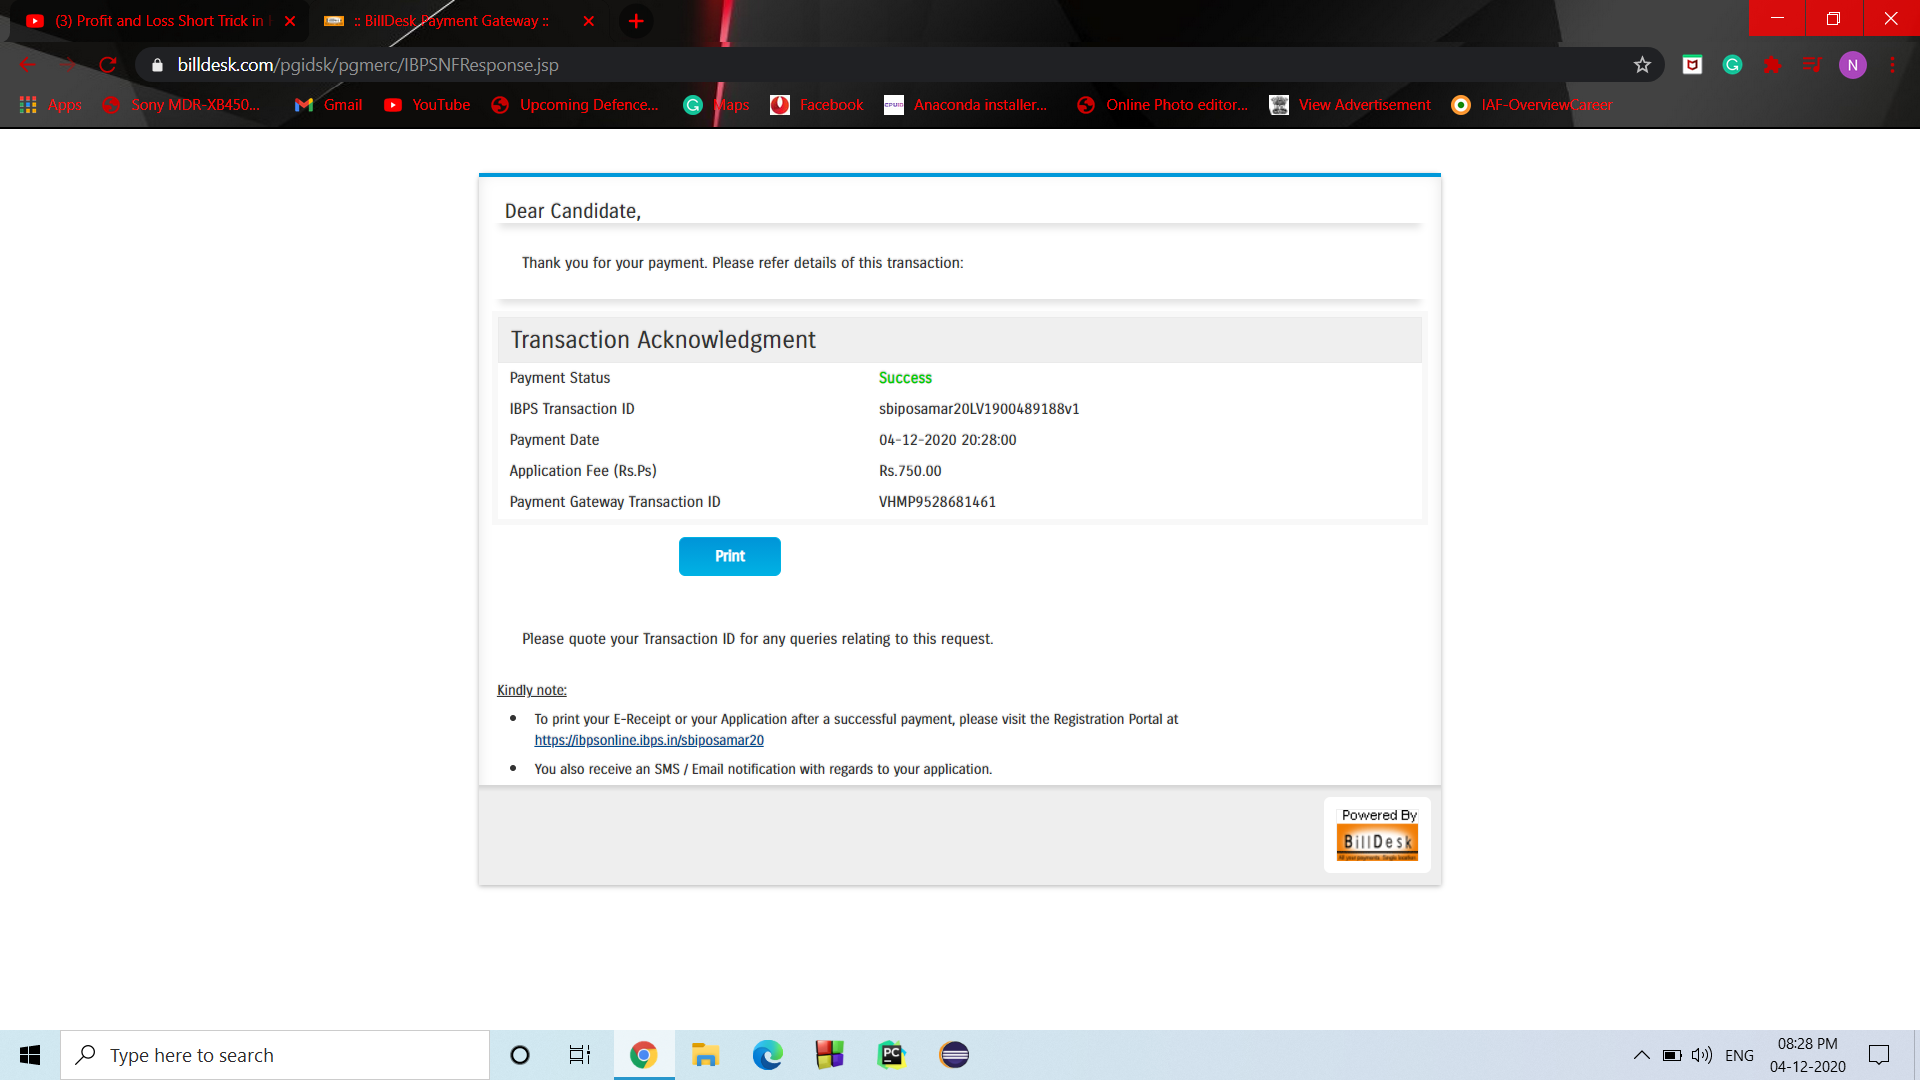 (3) Profit and Loss Short Trick in
:: BillDesk Payment Gateway ::
billdesk.com/pgidsk/pgmerc/IBPSNFResponse.jsp
N
Apps
Sony MDR-XB450...
Gmail
YouTube
Upcoming Defence...
Maps
Facebook
Anaconda installer...
Online Photo editor...
View Advertisement
IAF-OverviewCareer
Dear Candidate,
Thank you for your payment. Please refer details of this transaction:
Transaction Acknowledgment
Payment Status Success
IBPS Transaction ID sbiposamar20LV1900489188v1
Payment Date 04-12-2020 20:28:00
Application Fee (Rs.Ps) Rs.750.00
Payment Gateway Transaction ID VHMP9528681461
Print
Please quote your Transaction ID for any queries relating to this request.
Kindly note:
• To print your E-Receipt or your Application after a successful payment, please visit the Registration Portal at
https://ibpsonline.ibps.in/sbiposamar20
• You also receive an SMS / Email notification with regards to your application.
Powered By
BillDesk
Type here to search
PC
ENG
08:28 PM
04-12-2020